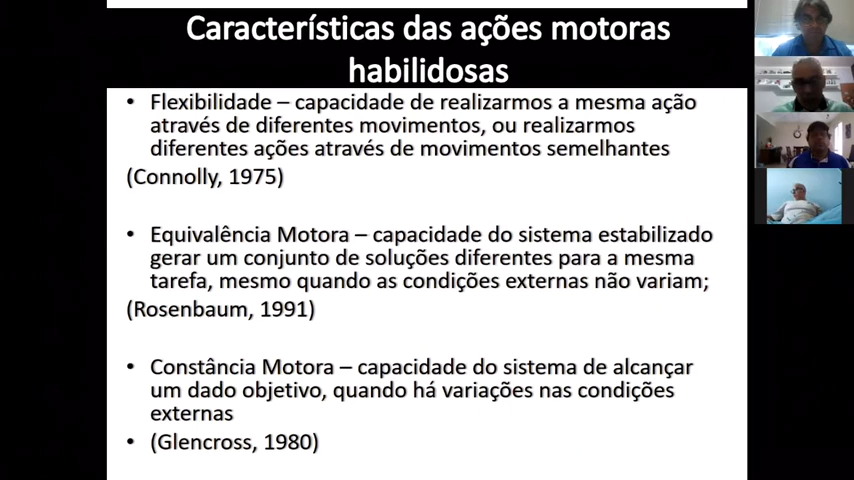 Características das ações motoras
habilidosas
• Flexibilidade – capacidade de realizarmos a mesma ação
através de diferentes movimentos, ou realizarmos
diferentes ações através de movimentos semelhantes
(Connolly, 1975)
• Equivalência Motora – capacidade do sistema estabilizado
gerar um conjunto de soluções diferentes para a mesma
tarefa, mesmo quando as condições externas não variam;
(Rosenbaum, 1991)
• Constância Motora – capacidade do sistema de alcançar
um dado objetivo, quando há variações nas condições
externas
• (Glencross, 1980)